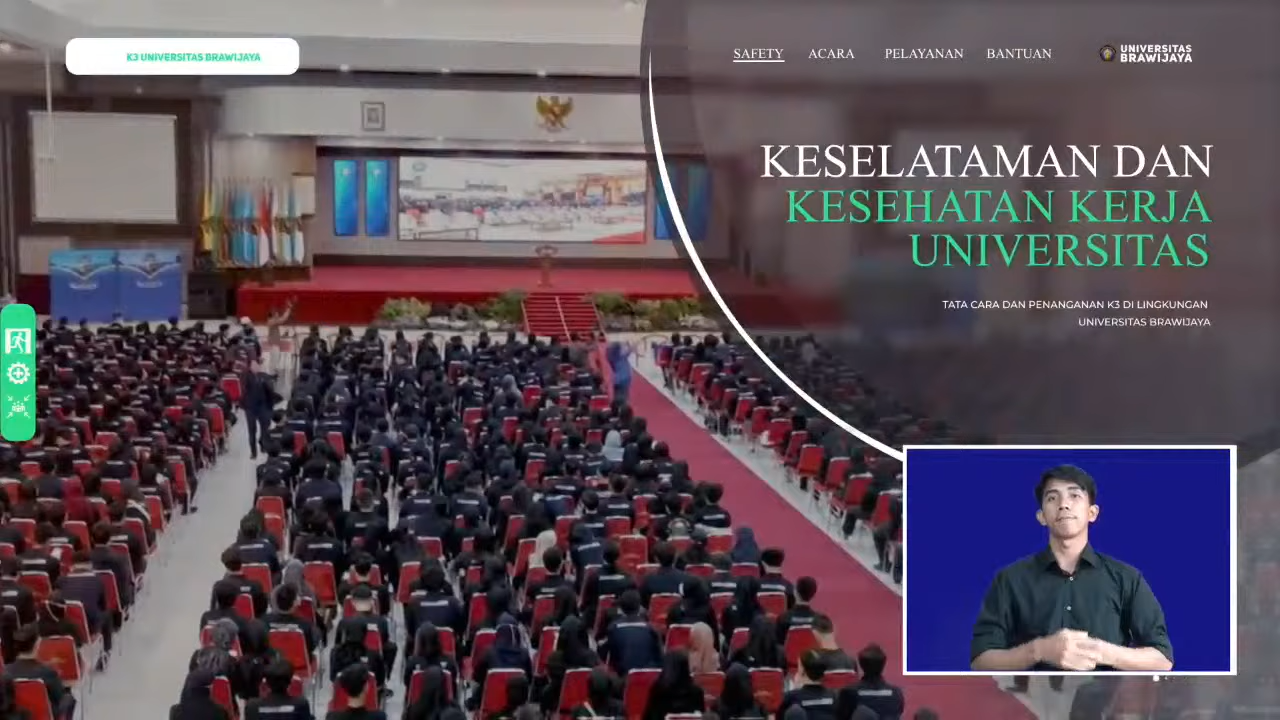 K3 UNIVERSITAS BRAWIJAYA
SAFETY ACARA PELAYANAN BANTUAN
UNIVERSITAS
BRAWIJAYA
KESELATAMAN DAN
KESEHATAN KERJA
UNIVERSITAS
TATA CARA DAN PENANGANAN K3 DI LINGKUNGAN
UNIVERSITAS BRAWIJAYA